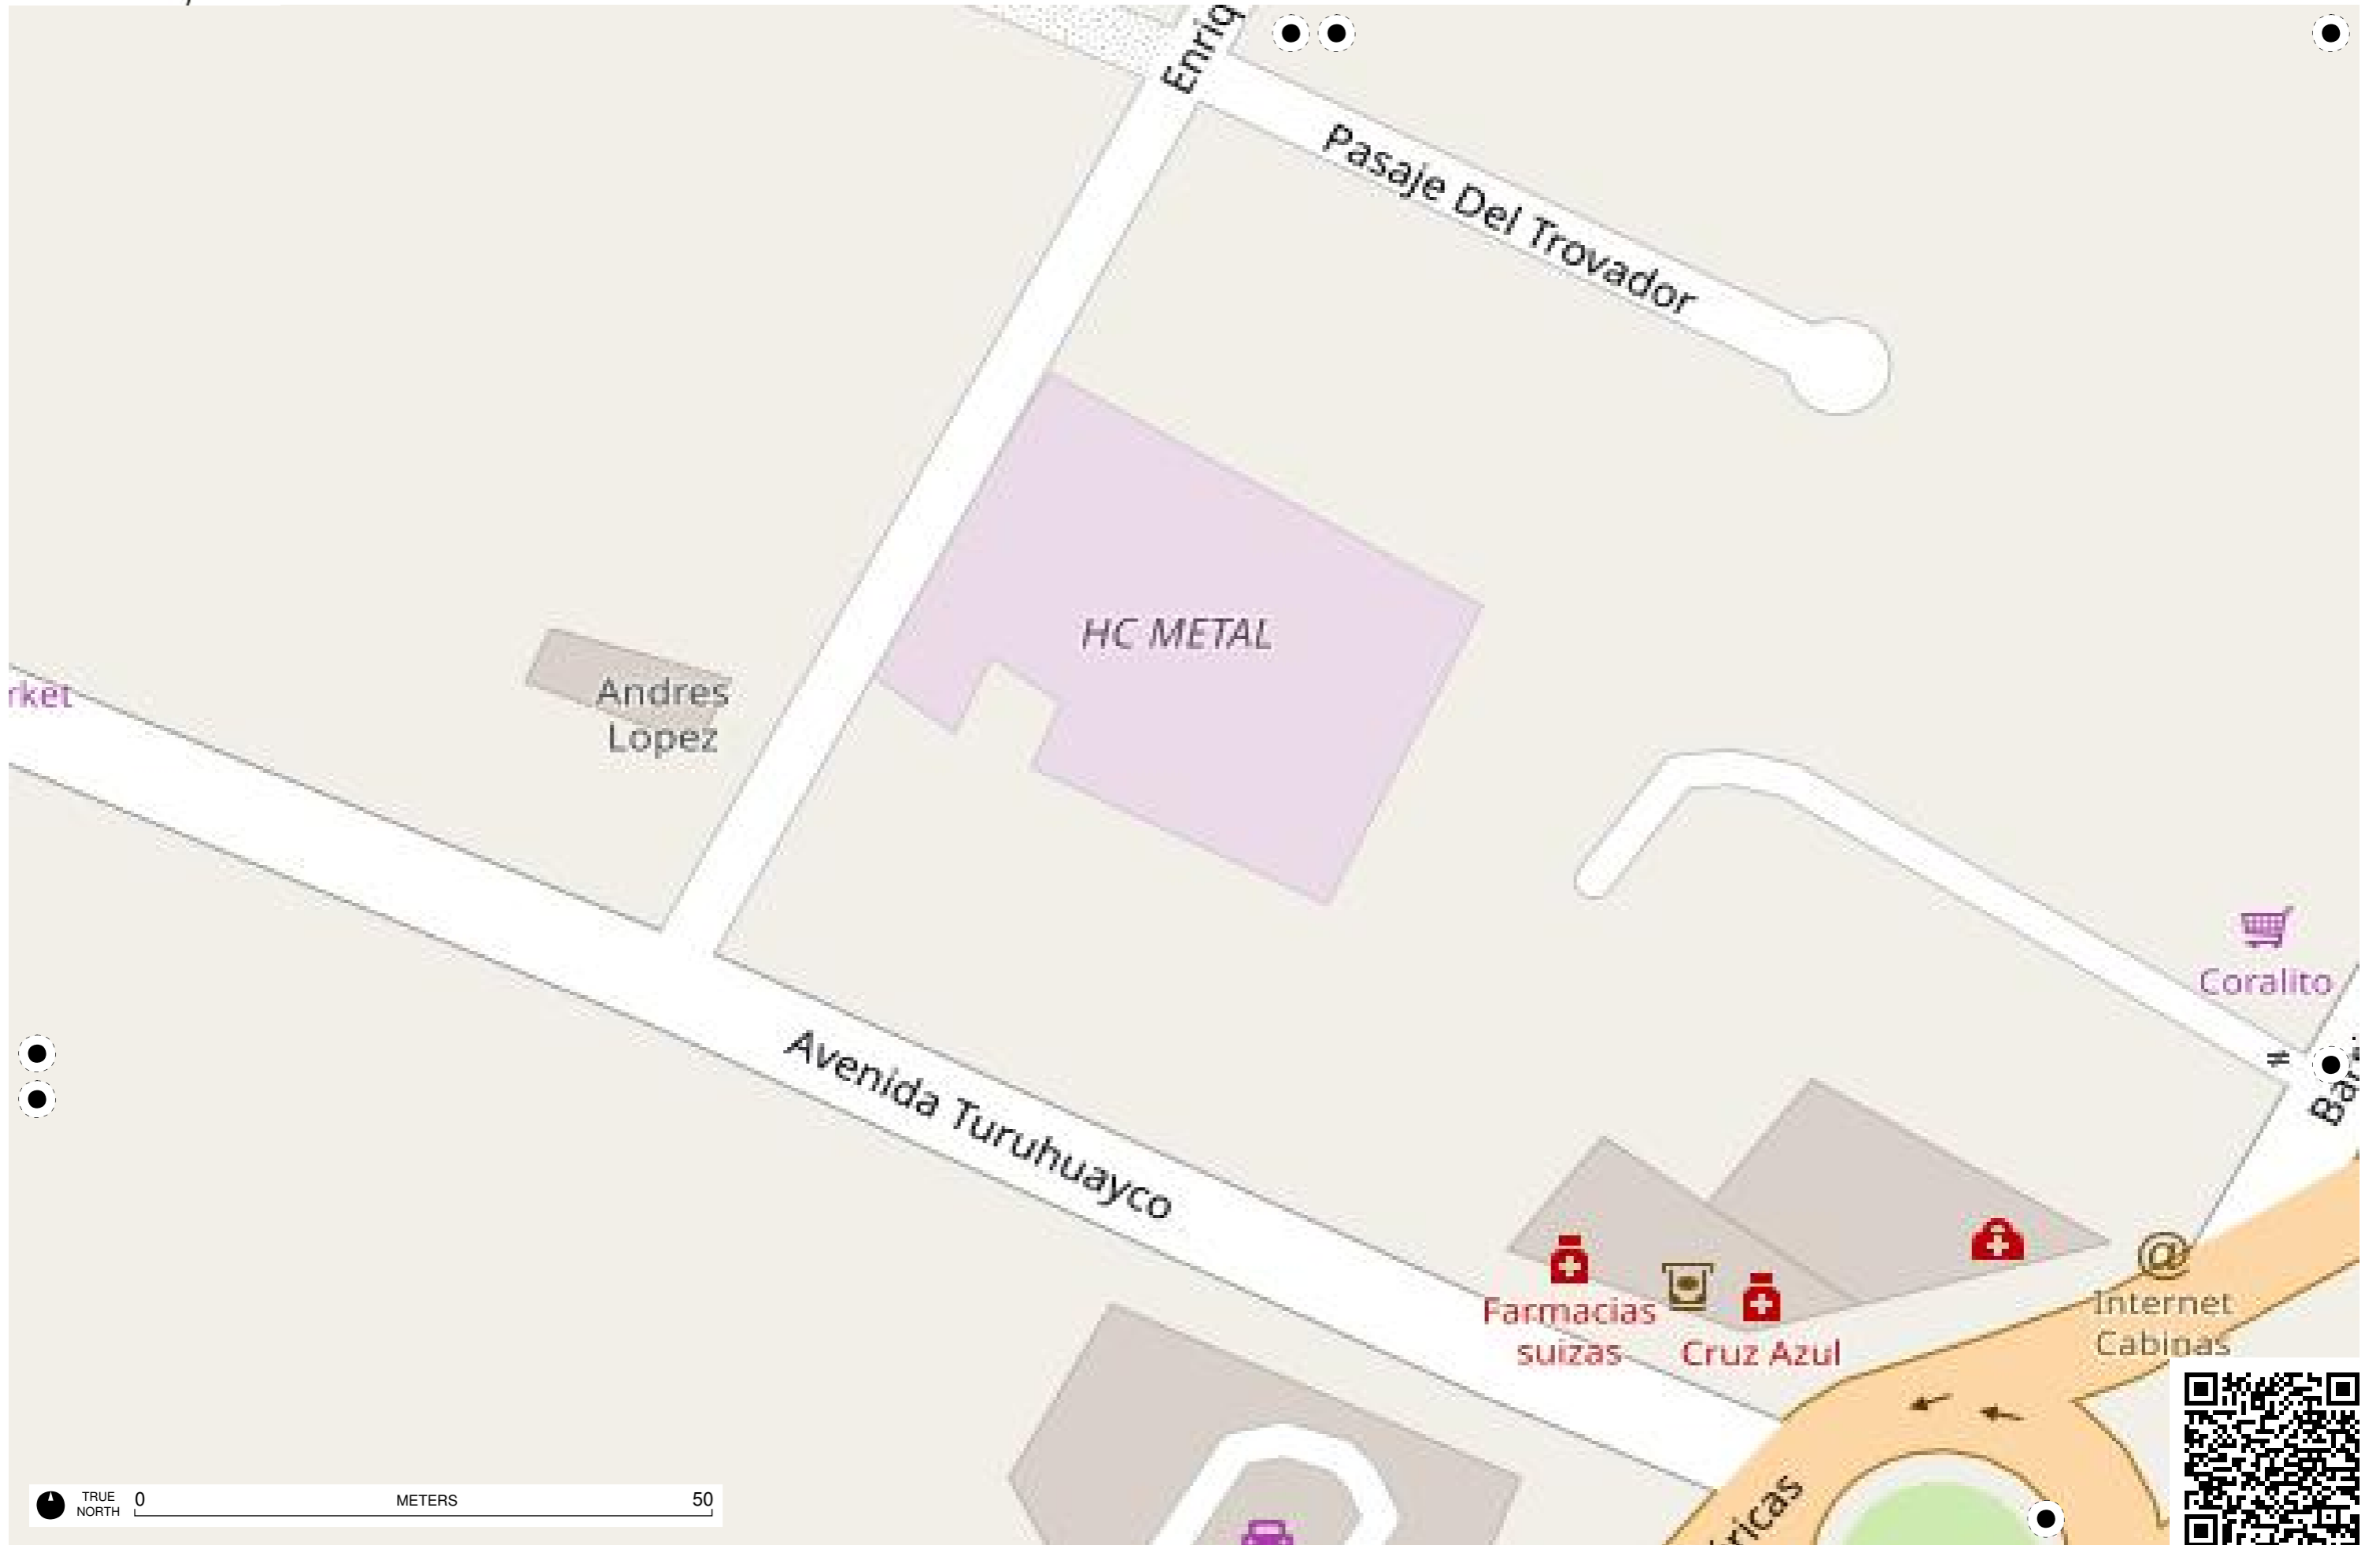 Enriq
Pasaje Del Trovador
HC METAL
Andres
Lopez
rket
Coralito
Avenida Turuhuayco
Farmacias
suizas
Cruz Azul
@
Internet
Cabinas
TRUE
NORTH
0
METERS
50
ricas